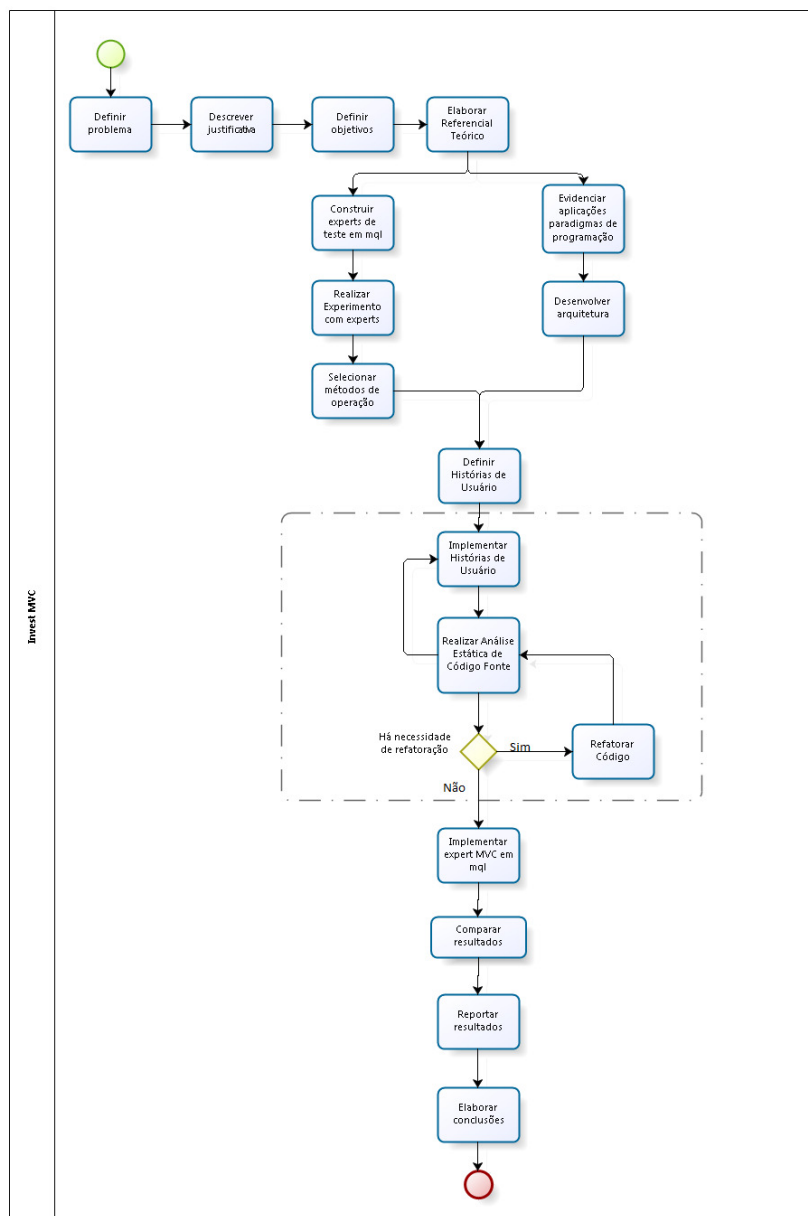 Invest MVC
Definir
problema
Descrever
justificativa
Definir
objetivos
Elaborar
Referencial
Teórico
Construir
experts de
teste em mql
Evidenciar
aplicações
paradigmas de
programação
Realizar
Experimento
com experts
Desenvolver
arquitetura
Selecionar
métodos de
operação
Definir
Histórias de
Usuário
Implementar
Histórias de
Usuário
Realizar Análise
Estática de
Código Fonte
Há necessidade
de refatoração
Sim
Refatorar
Código
Não
Implementar
expert MVC em
mql
Comparar
resultados
Reportar
resultados
Elaborar
conclusões